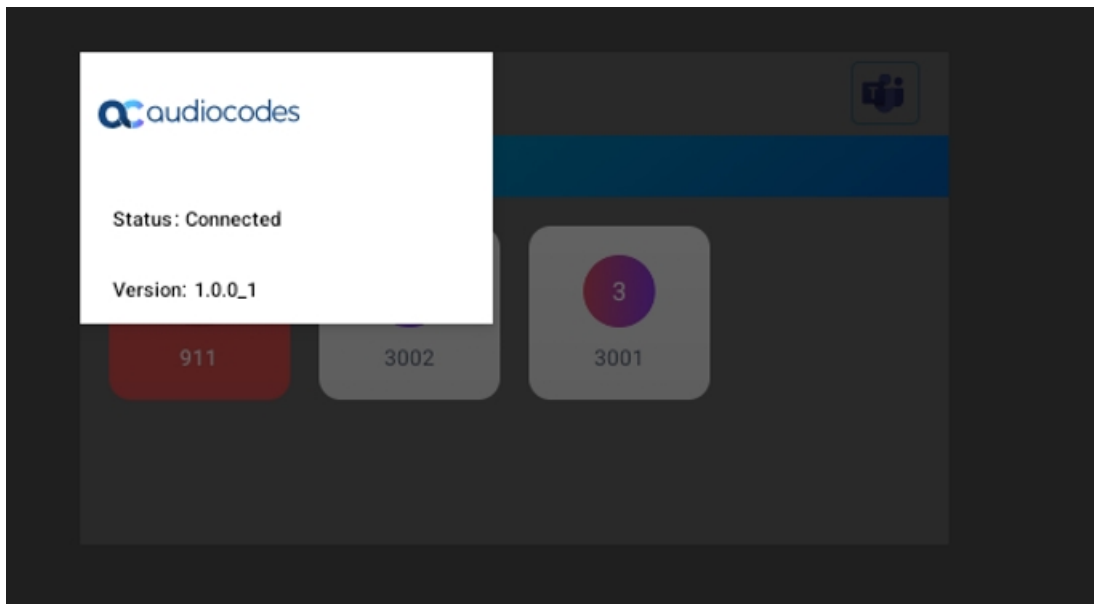 audiocodes
Status: Connected
Version: 1.0.0_1
3
911
3002
3001